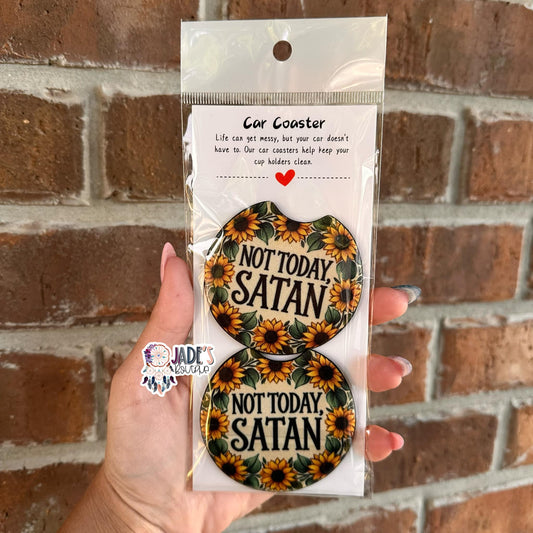 Car Coaster
Life can get messy, but your car doesn't
have to. Our car coasters help keep your
cup holders clean.
NOT TODAY,
SATAN
NOT TODAY,
SATAN
JADE'S